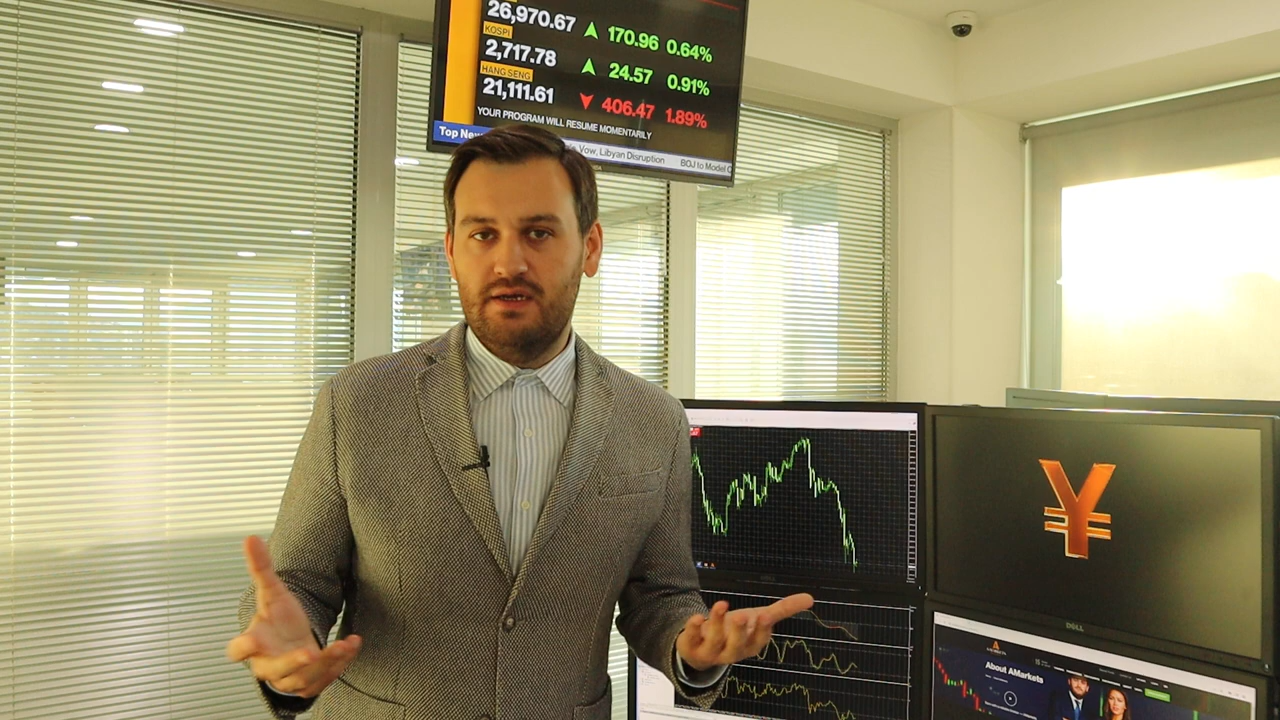 26,970.67 ▲ 170.96 0.64%
KOSPI
2,717.78 ▲ 24.57 0.91%
HANG SENG
21,111.61 ▼ 406.47 1.89%
YOUR PROGRAM WILL RESUME MOMENTARILY
Top New
Vow, Libyan Disruption BOJ to Model
¥
DELL
About AMarkets